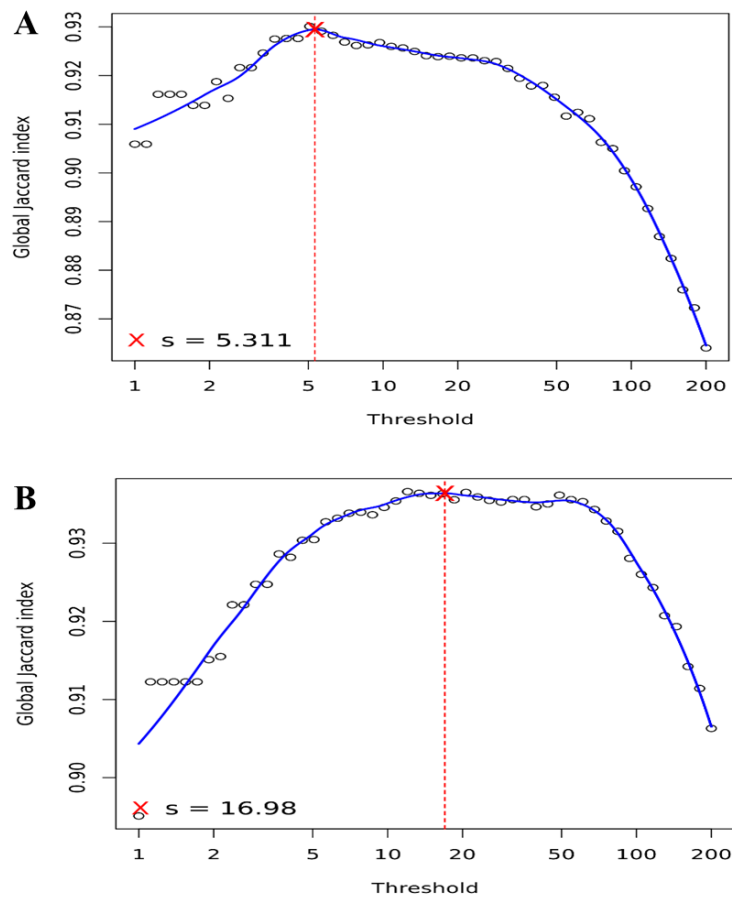 A
Global Jaccard index
0.93
0.92
0.91
0.90
0.89
0.88
0.87
s = 5.311
1 2 5 10 20 50 100 200
Threshold
B
Global Jaccard index
0.93
0.92
0.91
0.90
s = 16.98
1 2 5 10 20 50 100 200
Threshold